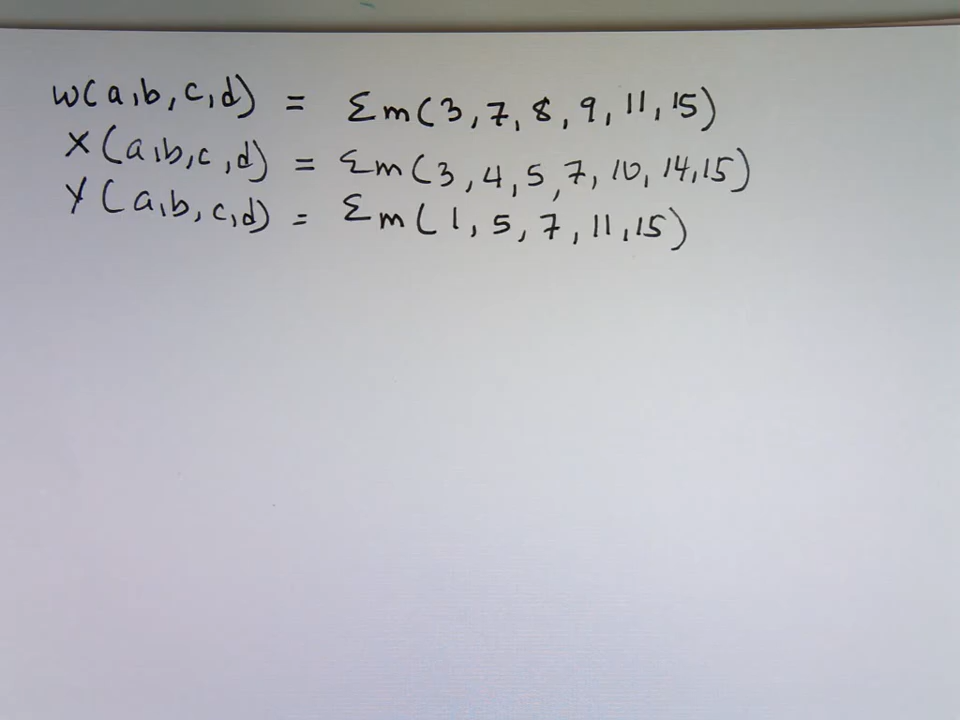 w(a,b,c,d) = Σm(3,7,8,9,11,15)
X(a,b,c,d) = Σm(3,4,5,7,10,14,15)
Y(a,b,c,d) = Σm(1,5,7,11,15)